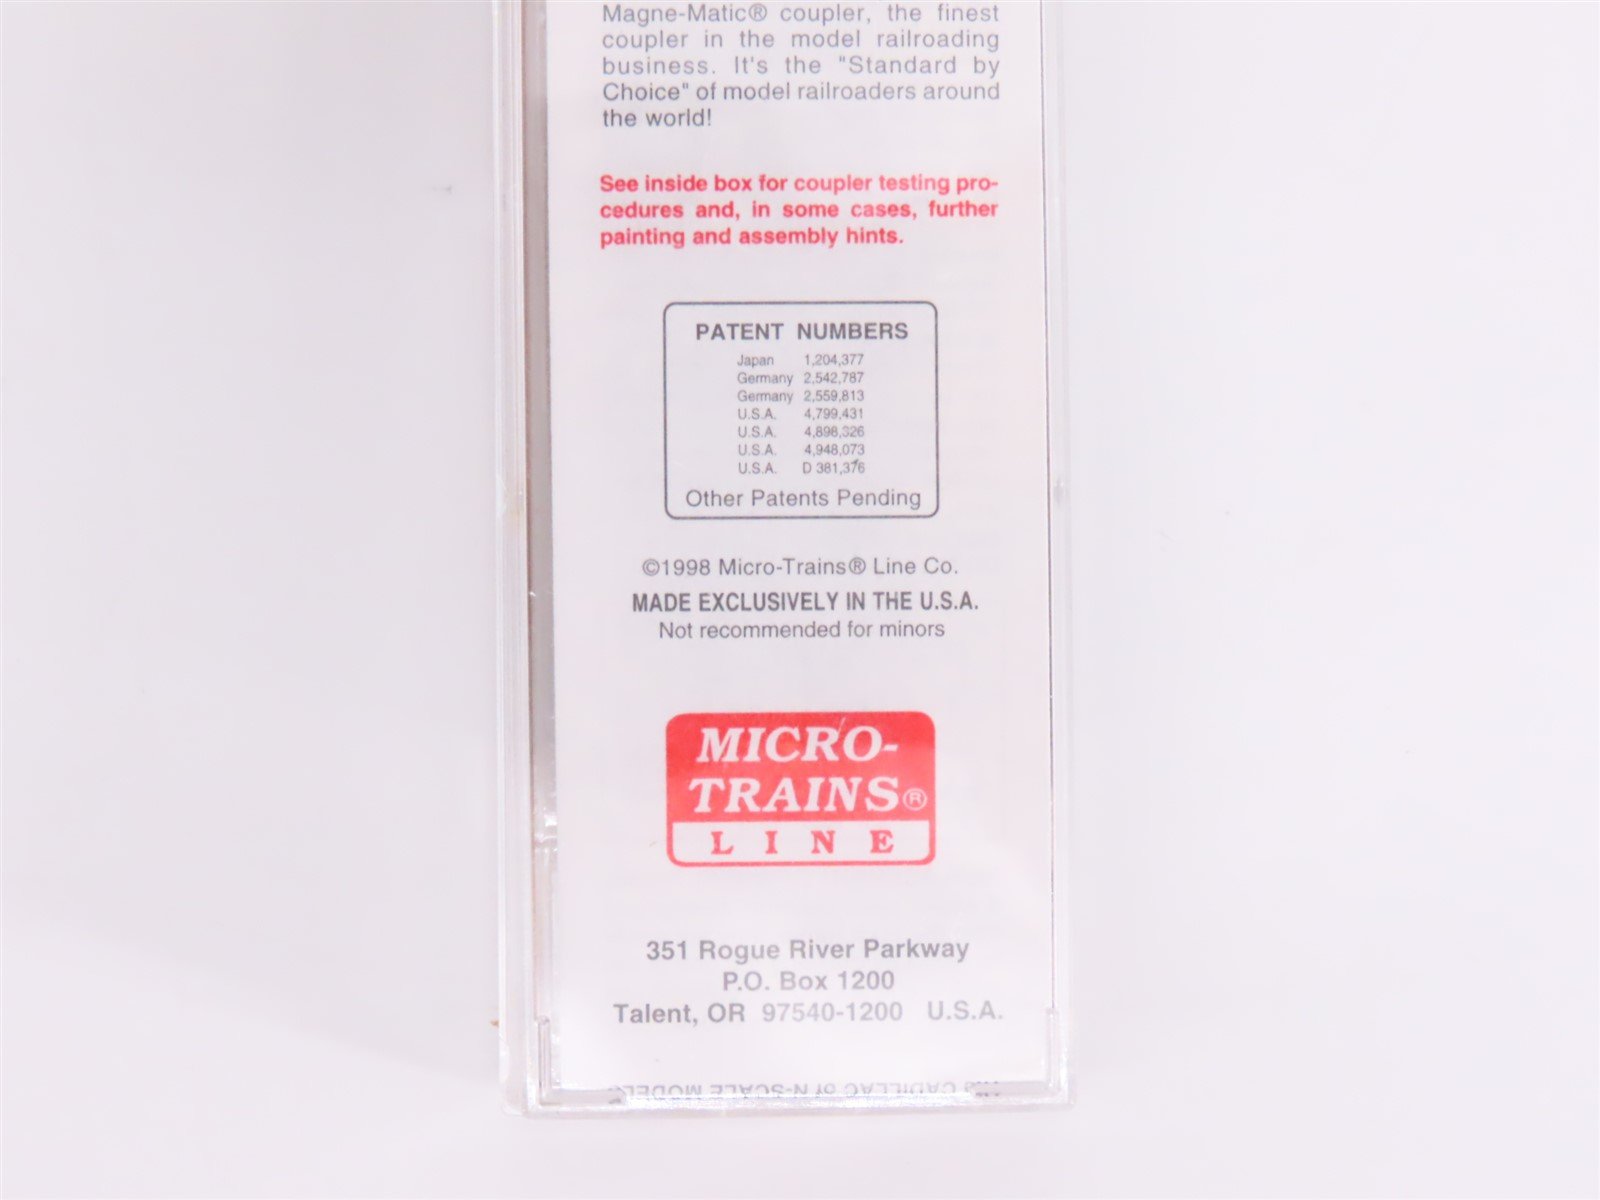 Magne-Matic® coupler, the finest
coupler in the model railroading
business. It's the "Standard by
Choice" of model railroaders around
the world!
See inside box for coupler testing pro-
cedures and, in some cases, further
painting and assembly hints.
PATENT NUMBERS
Japan 1,204,377
Germany 2,542,787
Germany 2,559,813
U.S.A. 4,799,431
U.S.A. 4,898,326
U.S.A. 4,948,073
U.S.A. D 381,376
Other Patents Pending
©1998 Micro-Trains® Line Co.
MADE EXCLUSIVELY IN THE U.S.A.
Not recommended for minors
MICRO-
TRAINS®
LINE
351 Rogue River Parkway
P.O. Box 1200
Talent, OR 97540-1200 U.S.A.
CADILLAC of N-SCALE MODELS